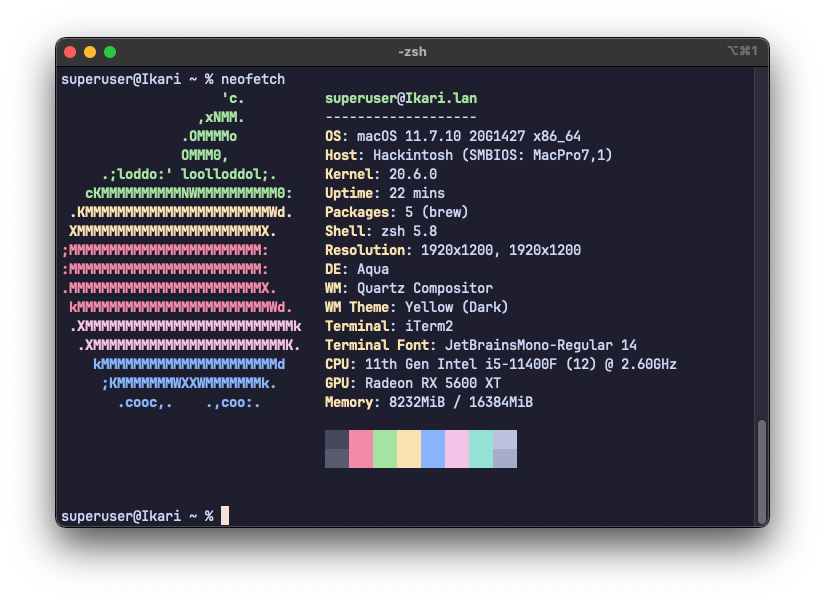 -zsh ⌥⌘1
superuser@Ikari ~ % neofetch
                    'c.          superuser@Ikari.lan
                 ,xNMM.          -------------------
               .OMMMMo           OS: macOS 11.7.10 20G1427 x86_64
               OMMM0,            Host: Hackintosh (SMBIOS: MacPro7,1)
     .;loddo:' loolloddol;.      Kernel: 20.6.0
   cKMMMMMMMMMMNWMMMMMMMMMM0:    Uptime: 22 mins
 .KMMMMMMMMMMMMMMMMMMMMMMMWd.    Packages: 5 (brew)
 XMMMMMMMMMMMMMMMMMMMMMMMX.      Shell: zsh 5.8
;MMMMMMMMMMMMMMMMMMMMMMMM:       Resolution: 1920x1200, 1920x1200
:MMMMMMMMMMMMMMMMMMMMMMMM:       DE: Aqua
.MMMMMMMMMMMMMMMMMMMMMMMMX.      WM: Quartz Compositor
 kMMMMMMMMMMMMMMMMMMMMMMMMWd.    WM Theme: Yellow (Dark)
 .XMMMMMMMMMMMMMMMMMMMMMMMMMMk   Terminal: iTerm2
  .XMMMMMMMMMMMMMMMMMMMMMMMMK.   Terminal Font: JetBrainsMono-Regular 14
    kMMMMMMMMMMMMMMMMMMMMMMd     CPU: 11th Gen Intel i5-11400F (12) @ 2.60GHz
     ;KMMMMMMMWXXWMMMMMMMk.      GPU: Radeon RX 5600 XT
       .cooc,.    .,coo:.        Memory: 8232MiB / 16384MiB
superuser@Ikari ~ %